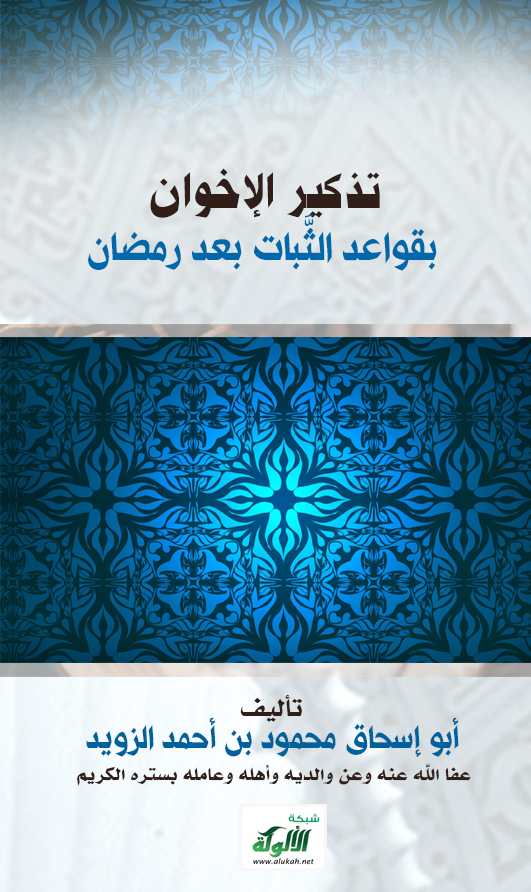 تذكير الإخوان
بقواعد الثَّبات بعد رمضان
تأليف
أبو إسحاق محمود بن أحمد الزويد
عفا الله عنه وعن والديه وأهله وعامله بستره الكريم
شبكة
الألوكة
www.alukah.net